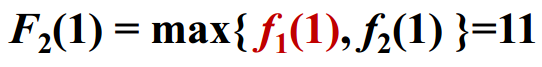 F₂(1) = max{ f₁(1), f₂(1) }=11